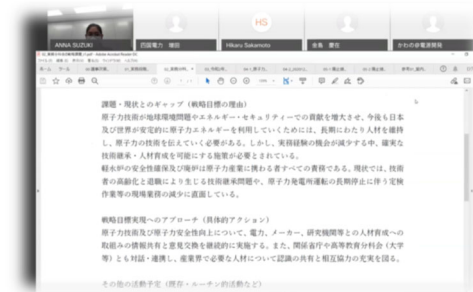 ANNA SUZUKI
四国電力
HS
Hikaru Sakamoto
かわの@電源開発
課題・現状とのギャップ（戦略目標の理由）
原子力技術が地球環境問題やエネルギー・セキュリティーでの貢献を増大させ、今後も日本
及び世界が安定的に原子力エネルギーを利用していくためには、長期にわたり人材を維持
し、原子力の技術を伝えていく必要がある。しかし、実務経験の機会が減少する中、確実な
技術継承・人材育成を可能にする施策が必要とされている。
軽水炉の安全性確保及び廃炉は原子力産業に携わる者すべての責務である。現状では、技術
者の高齢化と退職により生じる技術継承問題や、原子力発電所運転の長期停止に伴う定検
作業等の現場業務の減少に直面している。
戦略目標実現へのアプローチ（具体的アクション）
原子力技術及び原子力安全性向上について、電力、メーカー、研究機関等との人材育成への
取組みの情報共有と意見交換を継続的に実施する。また、関係省庁や高等教育分科会（大学
等）とも対話・連携し、産業界で必要な人材について認識の共有と相互協力の充実を図る。
その他の活動予定（既存・ルーチン的活動など）